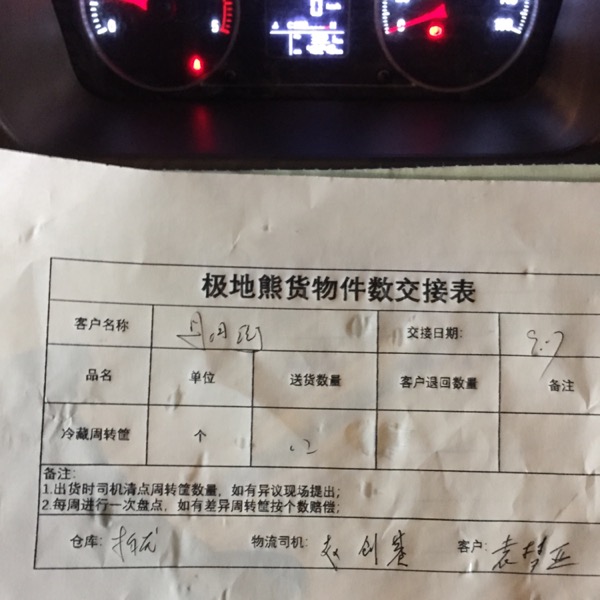 极地熊货物件数交接表
客户名称 交接日期: 9.7
品名 单位 送货数量 客户退回数量 备注
冷藏周转筐 个 12
备注:
1.出货时司机清点周转筐数量，如有异议现场提出;
2.每周进行一次盘点，如有差异周转筐按个数赔偿;
仓库: 物流司机: 赵创 客户: 袁梦亚